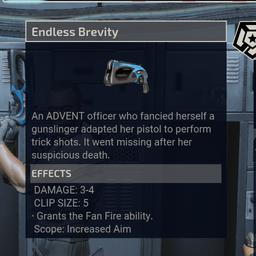 Endless Brevity
An ADVENT officer who fancied herself a
gunslinger adapted her pistol to perform
trick shots. It went missing after her
suspicious death.
EFFECTS
DAMAGE: 3-4
CLIP SIZE: 5
· Grants the Fan Fire ability.
Scope: Increased Aim